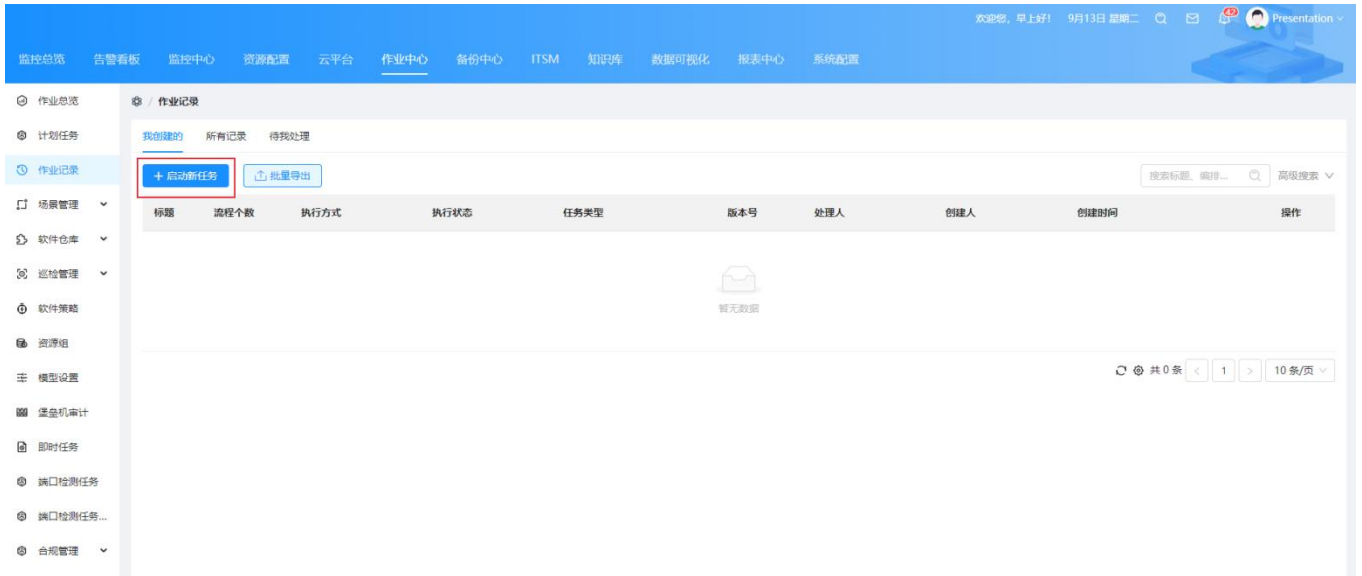 欢迎您，早上好! 9月13日 星期二 42 Presentation
监控总览 告警看板 监控中心 资源配置 云平台 作业中心 备份中心 ITSM 知识库 数据可视化 报表中心 系统配置
作业总览
计划任务
作业记录
场景管理
软件仓库
巡检管理
软件策略
资源组
模型设置
堡垒机审计
即时任务
端口检测任务
端口检测任务...
合规管理
/ 作业记录
我创建的 所有记录 待我处理
+ 启动新任务 批量导出 搜索标题、编排... 高级搜索
标题 流程个数 执行方式 执行状态 任务类型 版本号 处理人 创建人 创建时间 操作
暂无数据
共 0 条 < 1 > 10 条/页